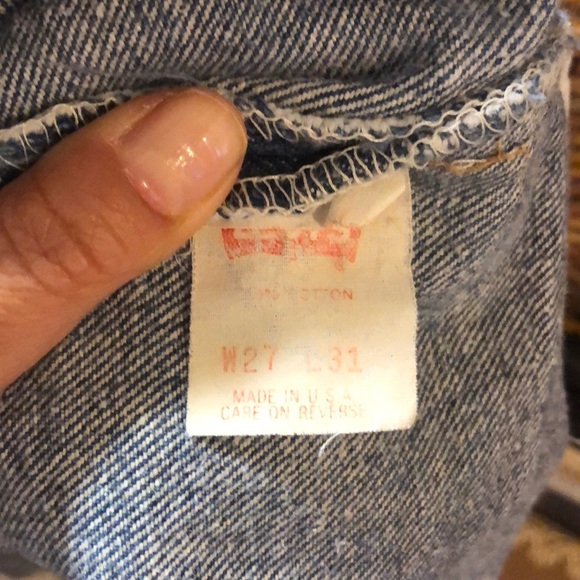 COTTON
W27 L31
MADE IN U.S.A.
CARE ON REVERSE